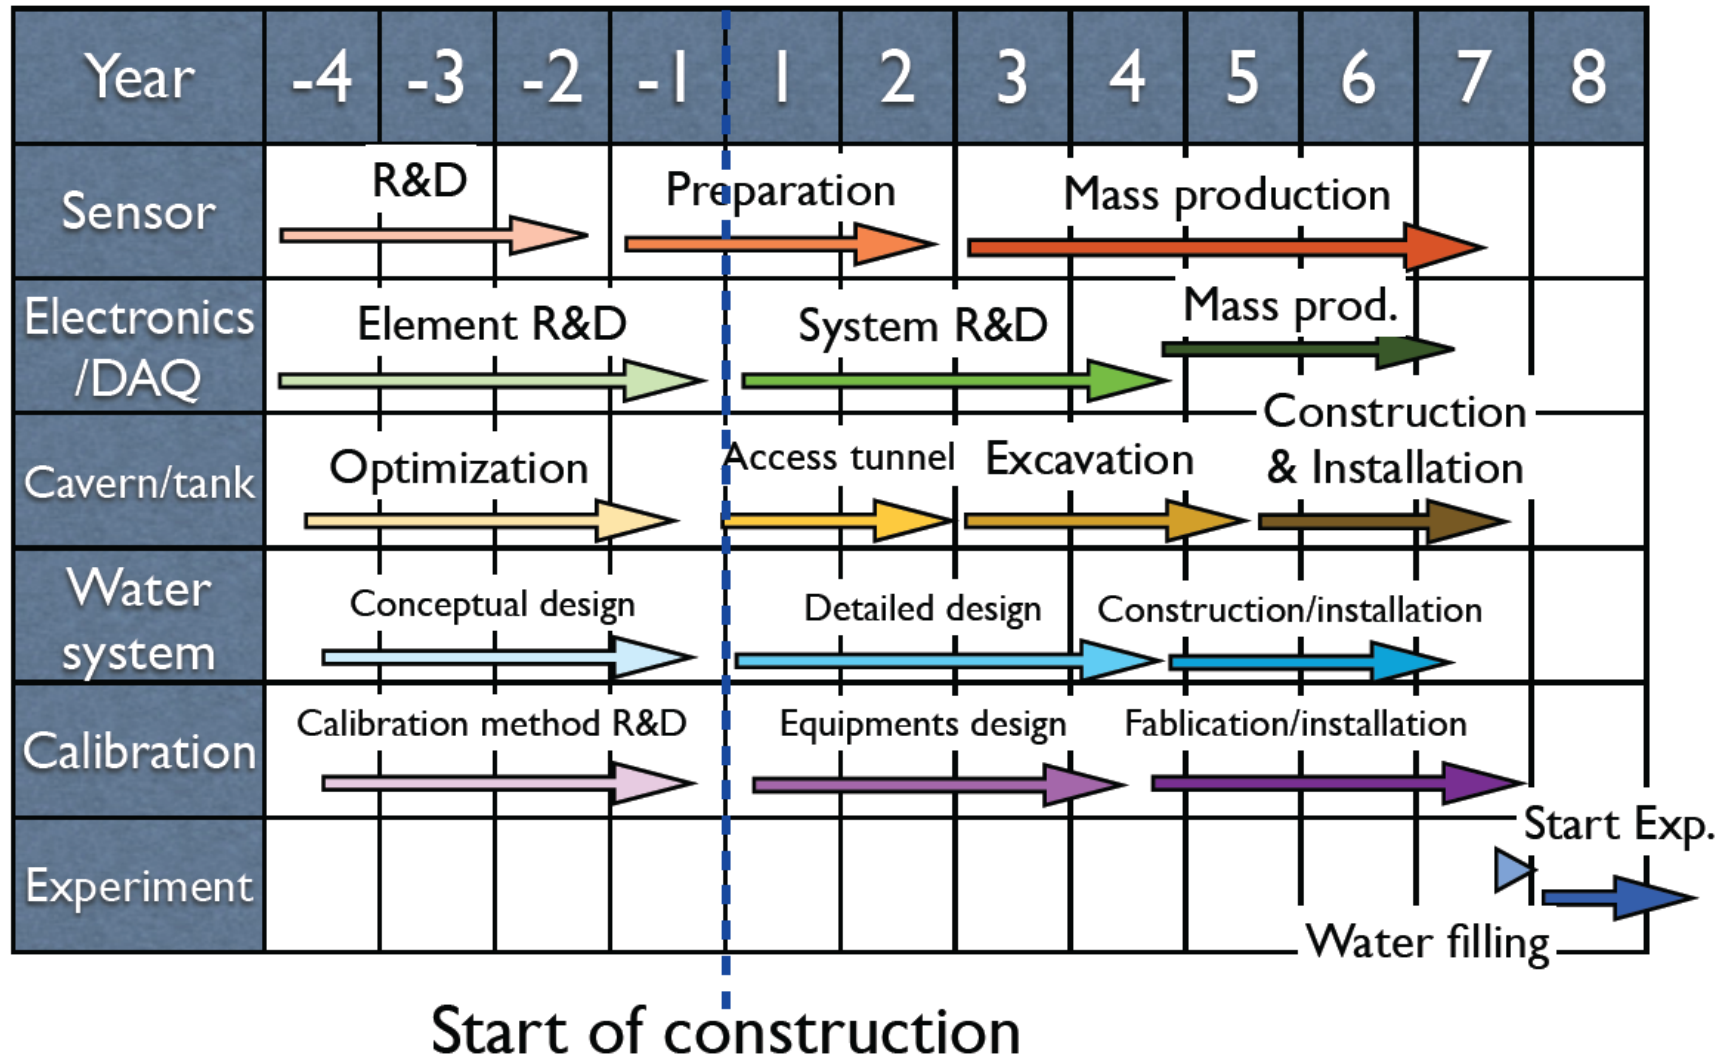 Year -4 -3 -2 -1 1 2 3 4 5 6 7 8
Sensor
R&D
Preparation
Mass production
Electronics
/DAQ
Element R&D
System R&D
Mass prod.
Cavern/tank
Optimization
Access tunnel
Excavation
Construction
& Installation
Water
system
Conceptual design
Detailed design
Construction/installation
Calibration
Calibration method R&D
Equipments design
Fablication/installation
Experiment
Start Exp.
Water filling
Start of construction